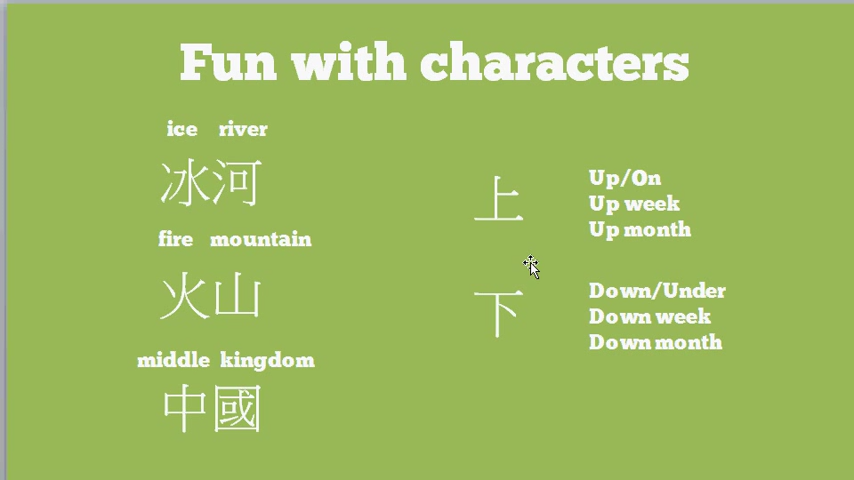 Fun with characters
ice river
冰河
fire mountain
火山
middle kingdom
中國
上
Up/On
Up week
Up month
下
Down/Under
Down week
Down month